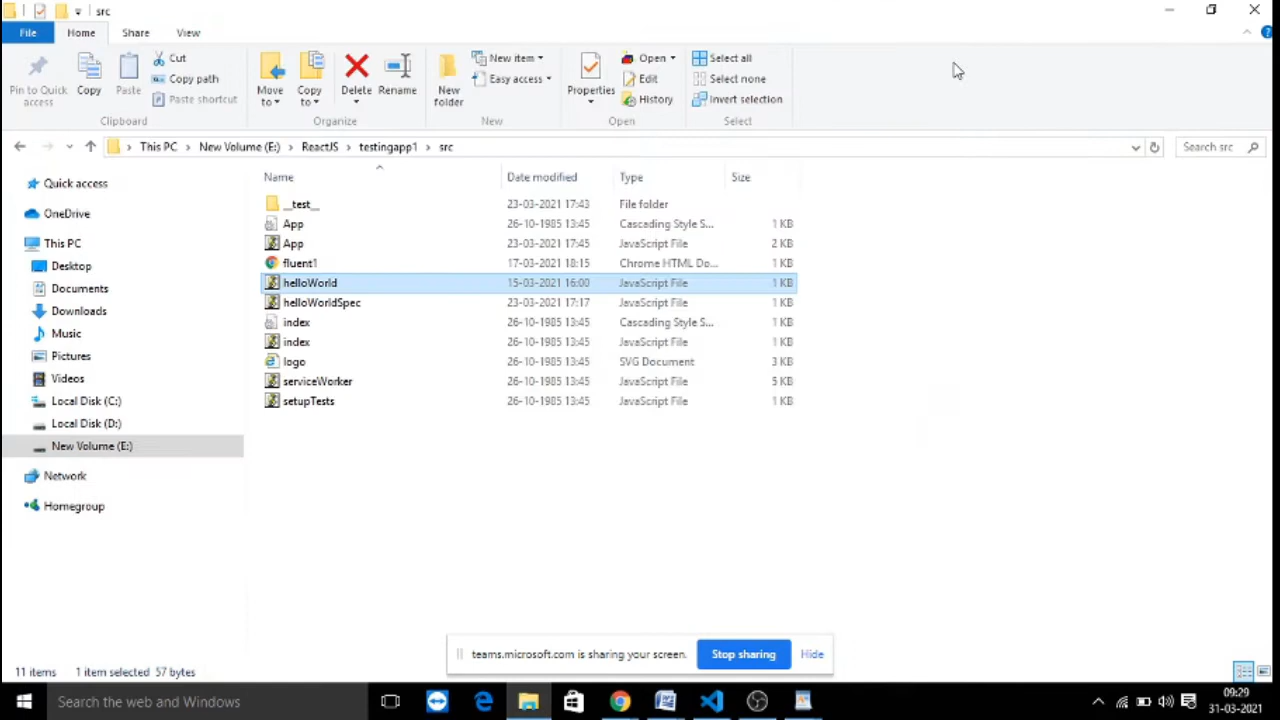 src
File Home Share View
Pin to Quick access
Copy
Paste
Cut
Copy path
Paste shortcut
Clipboard
Move to
Copy to
Delete
Rename
Organize
New folder
New item
Easy access
New
Properties
Open
Edit
History
Open
Select all
Select none
Invert selection
Select
This PC New Volume (E:) ReactJS testingapp1 src
Search src
Quick access
OneDrive
This PC
Desktop
Documents
Downloads
Music
Pictures
Videos
Local Disk (C:)
Local Disk (D:)
New Volume (E:)
Network
Homegroup
Name Date modified Type Size
__test__ 23-03-2021 17:43 File folder
App 26-10-1985 13:45 Cascading Style S... 1 KB
App 23-03-2021 17:45 JavaScript File 2 KB
fluent1 17-03-2021 18:15 Chrome HTML Do... 1 KB
helloWorld 15-03-2021 16:00 JavaScript File 1 KB
helloWorldSpec 23-03-2021 17:17 JavaScript File 1 KB
index 26-10-1985 13:45 Cascading Style S... 1 KB
index 26-10-1985 13:45 JavaScript File 1 KB
logo 26-10-1985 13:45 SVG Document 3 KB
serviceWorker 26-10-1985 13:45 JavaScript File 5 KB
setupTests 26-10-1985 13:45 JavaScript File 1 KB
teams.microsoft.com is sharing your screen. Stop sharing Hide
11 items 1 item selected 57 bytes
Search the web and Windows
09:29
31-03-2021